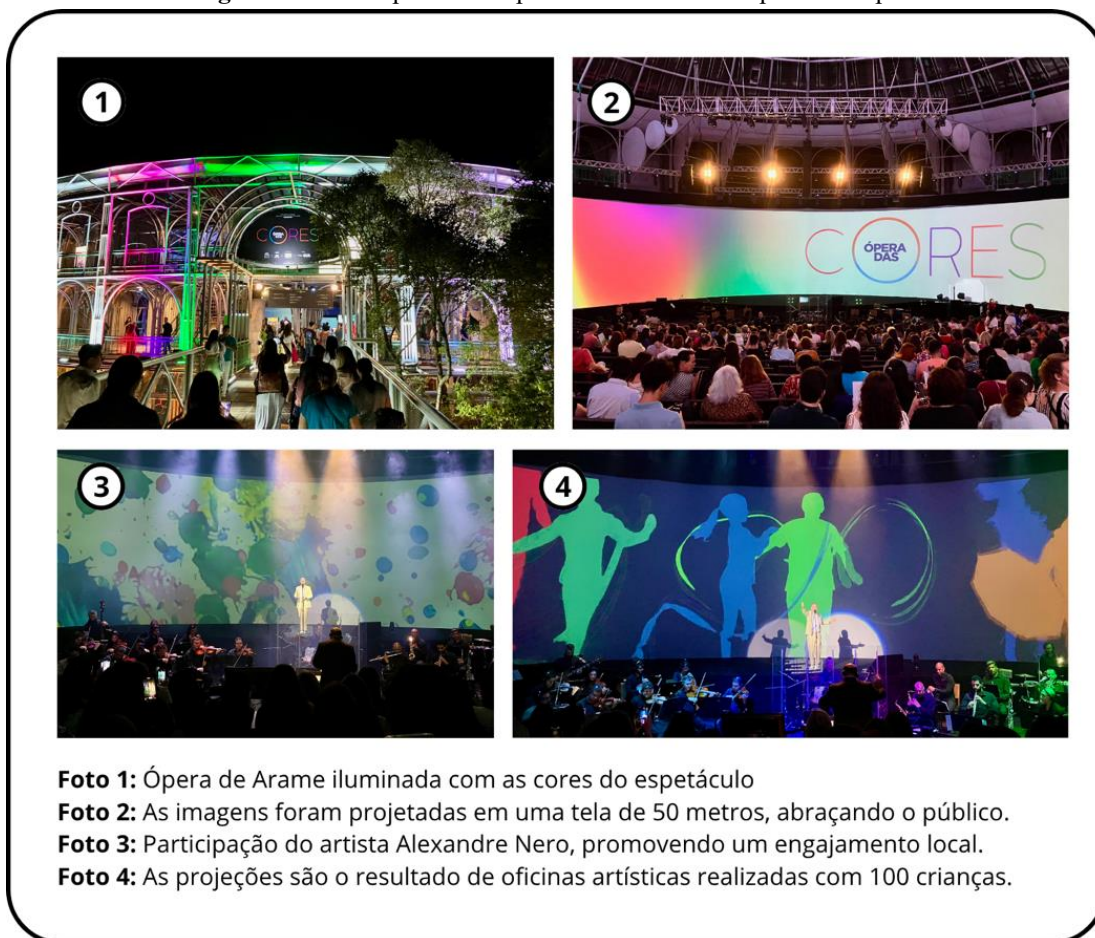 1
2
CORES
ÓPERA
DAS
CORES
3
4
Foto 1: Ópera de Arame iluminada com as cores do espetáculo
Foto 2: As imagens foram projetadas em uma tela de 50 metros, abraçando o público.
Foto 3: Participação do artista Alexandre Nero, promovendo um engajamento local.
Foto 4: As projeções são o resultado de oficinas artísticas realizadas com 100 crianças.